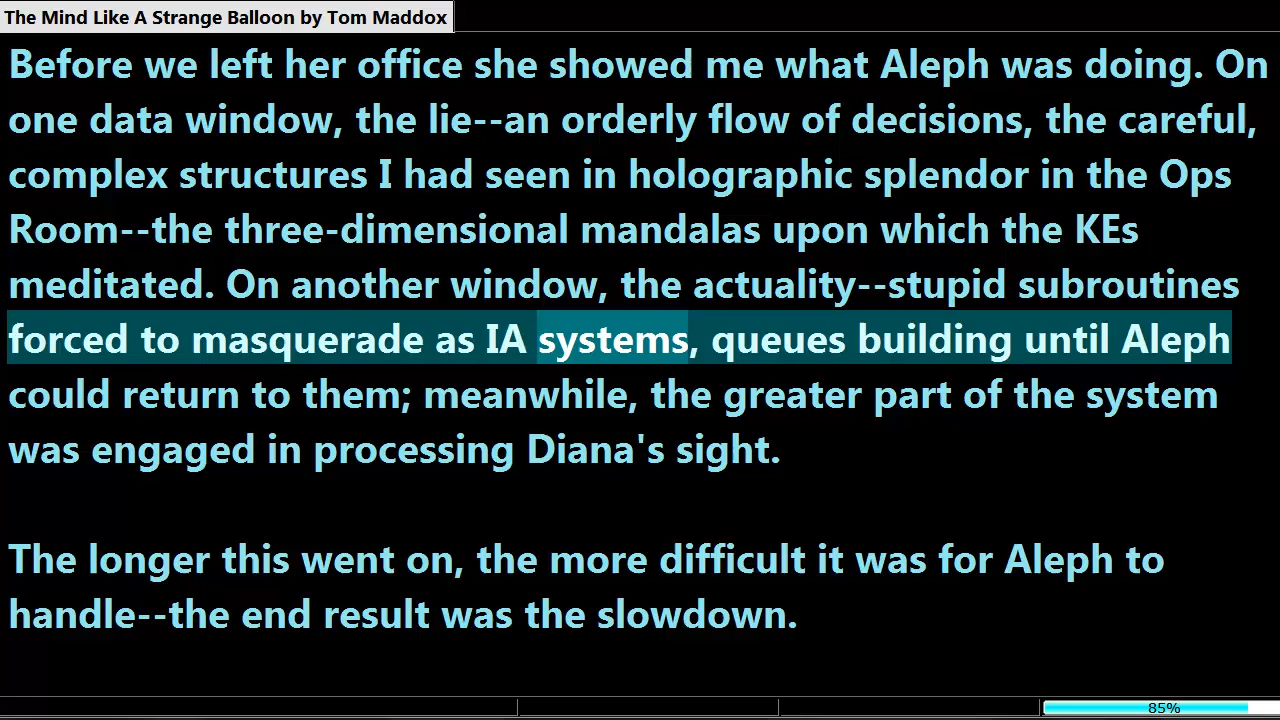 The Mind Like A Strange Balloon by Tom Maddox
Before we left her office she showed me what Aleph was doing. On
one data window, the lie--an orderly flow of decisions, the careful,
complex structures I had seen in holographic splendor in the Ops
Room--the three-dimensional mandalas upon which the KEs
meditated. On another window, the actuality--stupid subroutines
forced to masquerade as IA systems, queues building until Aleph
could return to them; meanwhile, the greater part of the system
was engaged in processing Diana's sight.
The longer this went on, the more difficult it was for Aleph to
handle--the end result was the slowdown.
85%